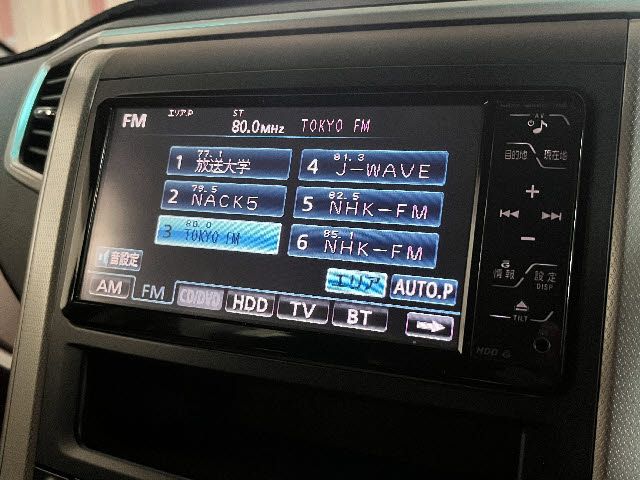 FM エリアP ST 80.0MHz TOKYO FM
1 77.1 放送大学
4 81.3 J-WAVE
2 79.5 NACK5
5 82.5 NHK-FM
3 80.0 TOKYO FM
6 85.1 NHK-FM
音設定
エリア AUTO.P
AM FM CD/DVD HDD TV BT
AV
目的地 現在地
+
-
情報 設定
DISP
TILT
HDD